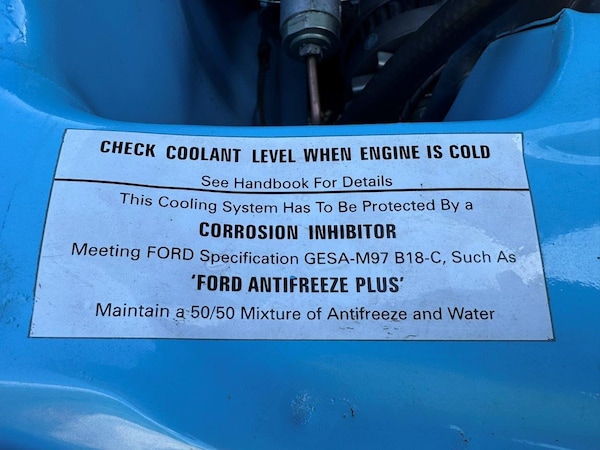 CHECK COOLANT LEVEL WHEN ENGINE IS COLD
See Handbook For Details
This Cooling System Has To Be Protected By a
CORROSION INHIBITOR
Meeting FORD Specification GESA-M97 B18-C, Such As
'FORD ANTIFREEZE PLUS'
Maintain a 50/50 Mixture of Antifreeze and Water